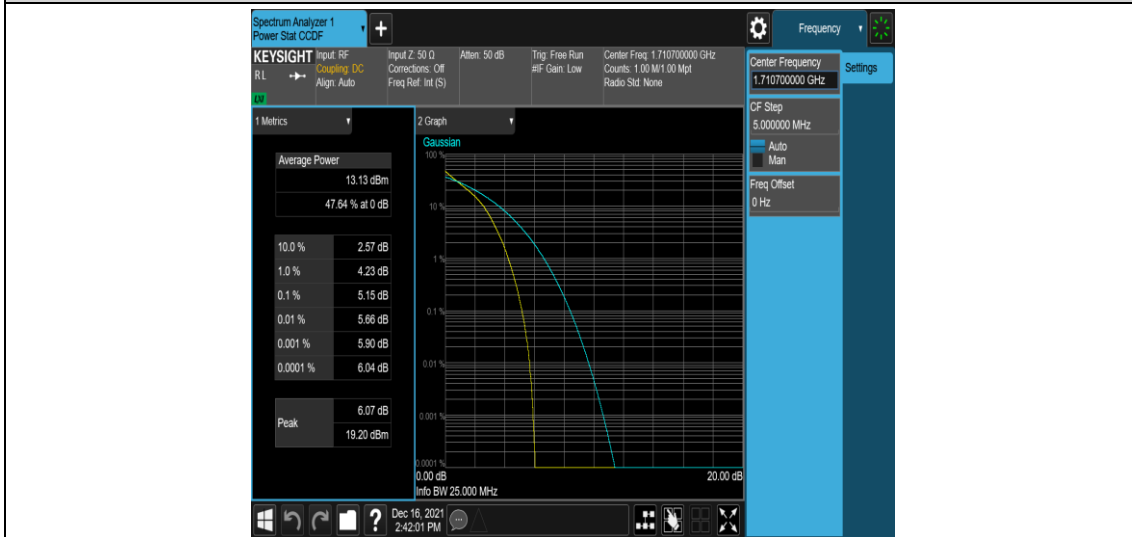 Spectrum Analyzer 1
Power Stat CCDF
+
Frequency
KEYSIGHT
RL
LXI
Input: RF
Coupling: DC
Align: Auto
Input Z: 50 Ω
Corrections: Off
Freq Ref: Int (S)
Atten: 50 dB
Trig: Free Run
#IF Gain: Low
Center Freq: 1.710700000 GHz
Counts: 1.00 M/1.00 Mpt
Radio Std: None
Center Frequency
1.710700000 GHz
Settings
CF Step
5.000000 MHz
Auto
Man
Freq Offset
0 Hz
1 Metrics
Average Power
13.13 dBm
47.64 % at 0 dB
10.0 % 2.57 dB
1.0 % 4.23 dB
0.1 % 5.15 dB
0.01 % 5.66 dB
0.001 % 5.90 dB
0.0001 % 6.04 dB
Peak
6.07 dB
19.20 dBm
2 Graph
Gaussian
100 %
10 %
1 %
0.1 %
0.01 %
0.001 %
0.0001 %
0.00 dB 20.00 dB
Info BW 25.000 MHz
?
Dec 16, 2021
2:42:01 PM